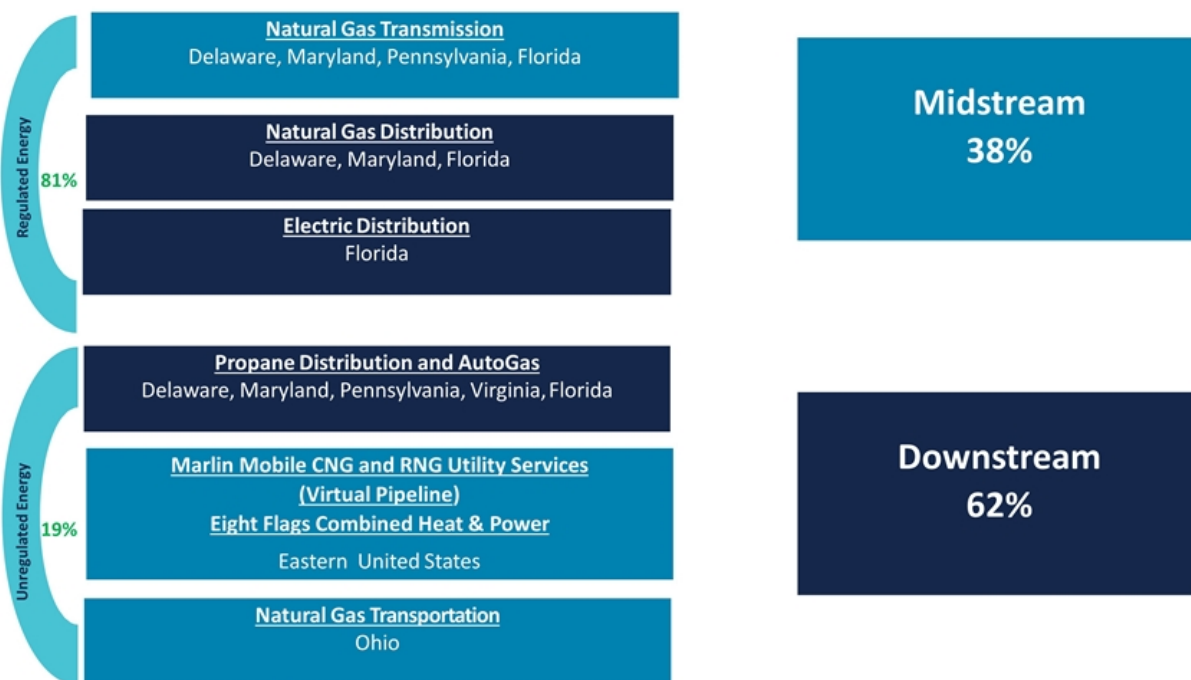 Regulated Energy
81%
Natural Gas Transmission
Delaware, Maryland, Pennsylvania, Florida
Natural Gas Distribution
Delaware, Maryland, Florida
Electric Distribution
Florida
Unregulated Energy
19%
Propane Distribution and AutoGas
Delaware, Maryland, Pennsylvania, Virginia, Florida
Marlin Mobile CNG and RNG Utility Services
(Virtual Pipeline)
Eight Flags Combined Heat & Power
Eastern United States
Natural Gas Transportation
Ohio
Midstream
38%
Downstream
62%